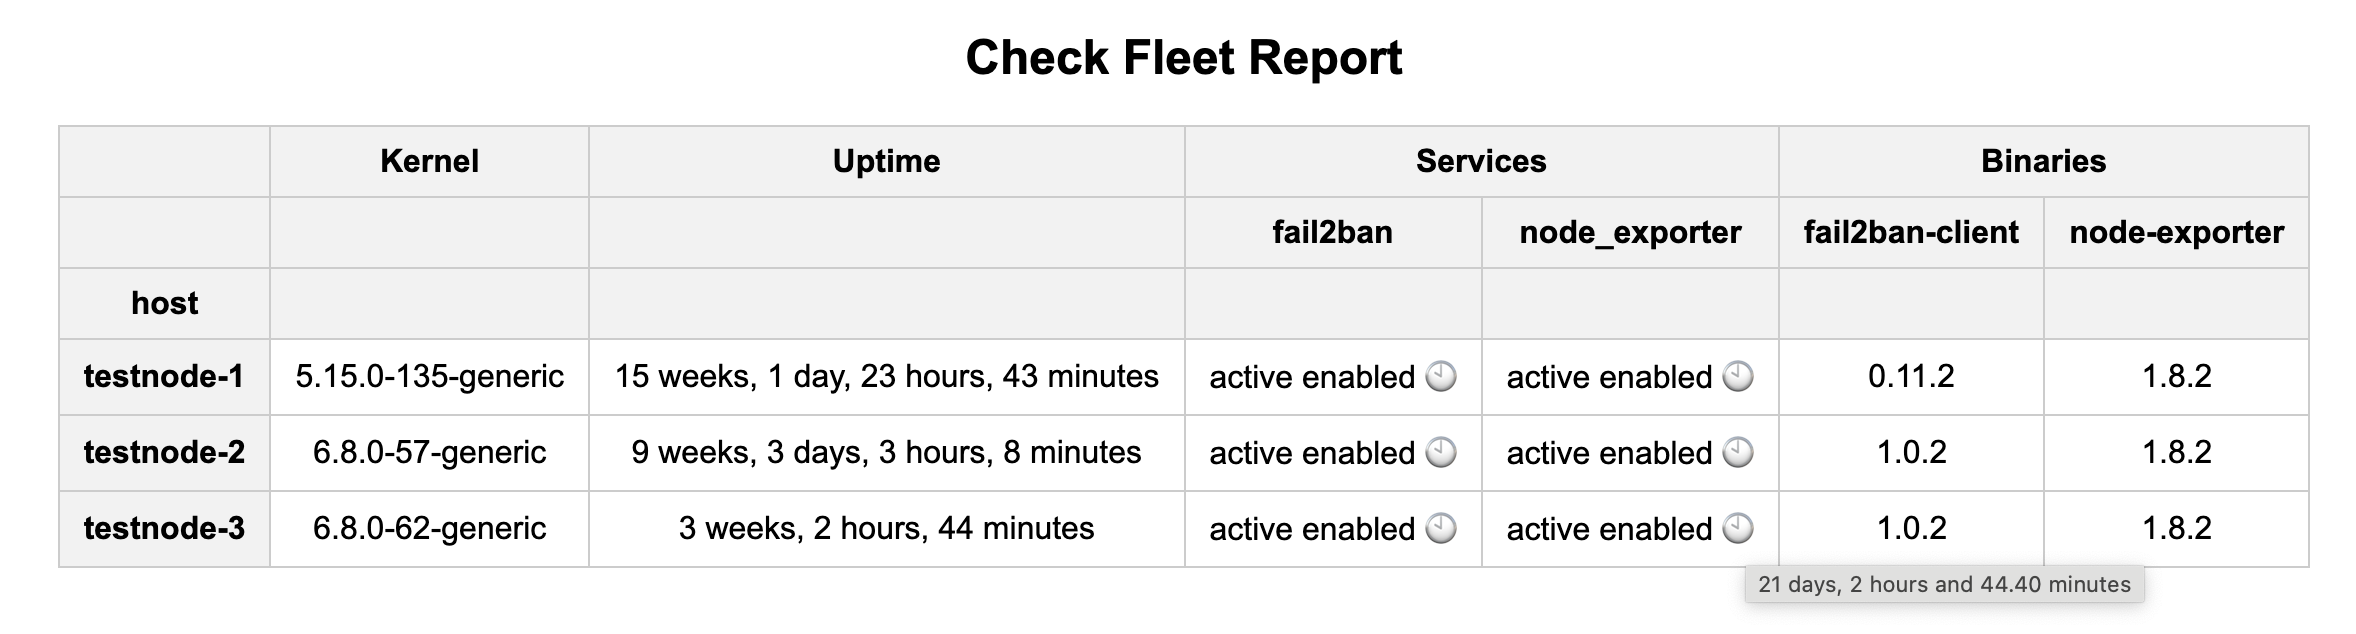 Check Fleet Report
Kernel Uptime Services Binaries
fail2ban node_exporter fail2ban-client node-exporter
host
testnode-1 5.15.0-135-generic 15 weeks, 1 day, 23 hours, 43 minutes active enabled active enabled 0.11.2 1.8.2
testnode-2 6.8.0-57-generic 9 weeks, 3 days, 3 hours, 8 minutes active enabled active enabled 1.0.2 1.8.2
testnode-3 6.8.0-62-generic 3 weeks, 2 hours, 44 minutes active enabled active enabled 1.0.2 1.8.2
21 days, 2 hours and 44.40 minutes